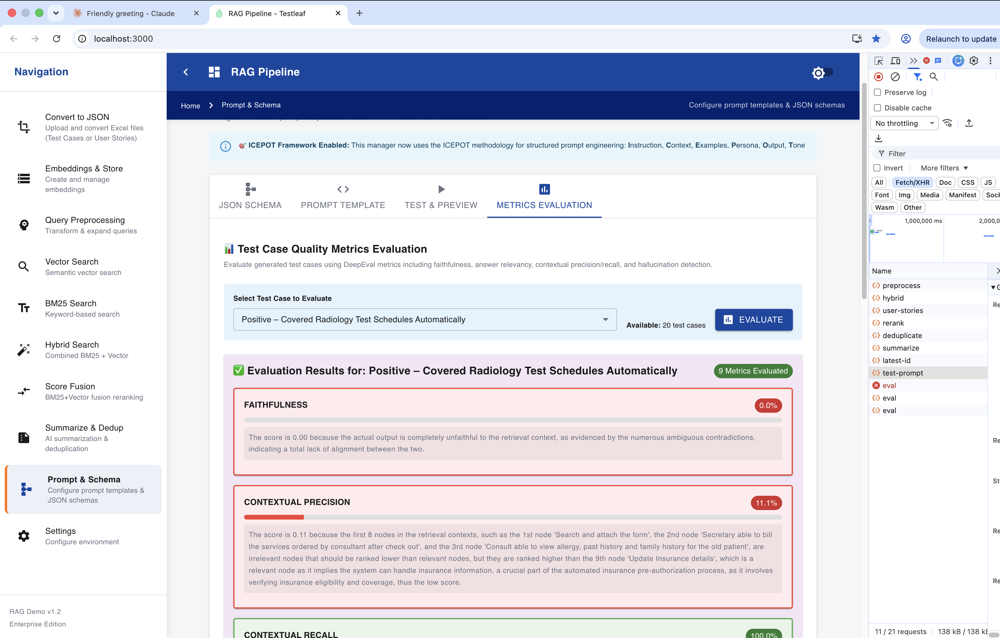 Friendly greeting - Claude
RAG Pipeline - Testleaf
localhost:3000
Relaunch to update
Navigation
Convert to JSON
Upload and convert Excel files
(Test Cases or User Stories)
Embeddings & Store
Create and manage
embeddings
Query Preprocessing
Transform & expand queries
Vector Search
Semantic vector search
BM25 Search
Keyword-based search
Hybrid Search
Combined BM25 + Vector
Score Fusion
BM25+Vector fusion reranking
Summarize & Dedup
AI summarization &
deduplication
Prompt & Schema
Configure prompt templates &
JSON schemas
Settings
Configure environment
RAG Demo v1.2
Enterprise Edition
RAG Pipeline
Home
Prompt & Schema
Configure prompt templates & JSON schemas
ICEPOT Framework Enabled: This manager now uses the ICEPOT methodology for structured prompt engineering: Instruction, Context, Examples, Persona, Output, Tone
JSON SCHEMA
PROMPT TEMPLATE
TEST & PREVIEW
METRICS EVALUATION
Test Case Quality Metrics Evaluation
Evaluate generated test cases using DeepEval metrics including faithfulness, answer relevancy, contextual precision/recall, and hallucination detection.
Select Test Case to Evaluate
Positive – Covered Radiology Test Schedules Automatically
Available: 20 test cases
EVALUATE
Evaluation Results for: Positive – Covered Radiology Test Schedules Automatically
9 Metrics Evaluated
FAITHFULNESS
0.0%
The score is 0.00 because the actual output is completely unfaithful to the retrieval context, as evidenced by the numerous ambiguous contradictions,
indicating a total lack of alignment between the two.
CONTEXTUAL PRECISION
11.1%
The score is 0.11 because the first 8 nodes in the retrieval contexts, such as the 1st node 'Search and attach the form', the 2nd node 'Secretary able to bill
the services ordered by consultant after check out', and the 3rd node 'Consult able to view allergy, past history and family history for the old patient', are
irrelevant nodes that should be ranked lower than relevant nodes, but they are ranked higher than the 9th node 'Update Insurance details', which is a
relevant node as it implies the system can handle insurance information, a crucial part of the automated insurance pre-authorization process, as it involves
verifying insurance eligibility and coverage, thus the low score.
CONTEXTUAL RECALL
100.0%
Preserve log
Disable cache
No throttling
Filter
Invert
More filters
All
Fetch/XHR
Doc
CSS
JS
Font
Img
Media
Manifest
Sock
Wasm
Other
1,000,000 ms
2,000,0
Name
preprocess
hybrid
user-stories
rerank
deduplicate
summarize
latest-id
test-prompt
eval
eval
eval
Re
Re
St
Re
Re
11 / 21 requests
138 kB / 138 kB